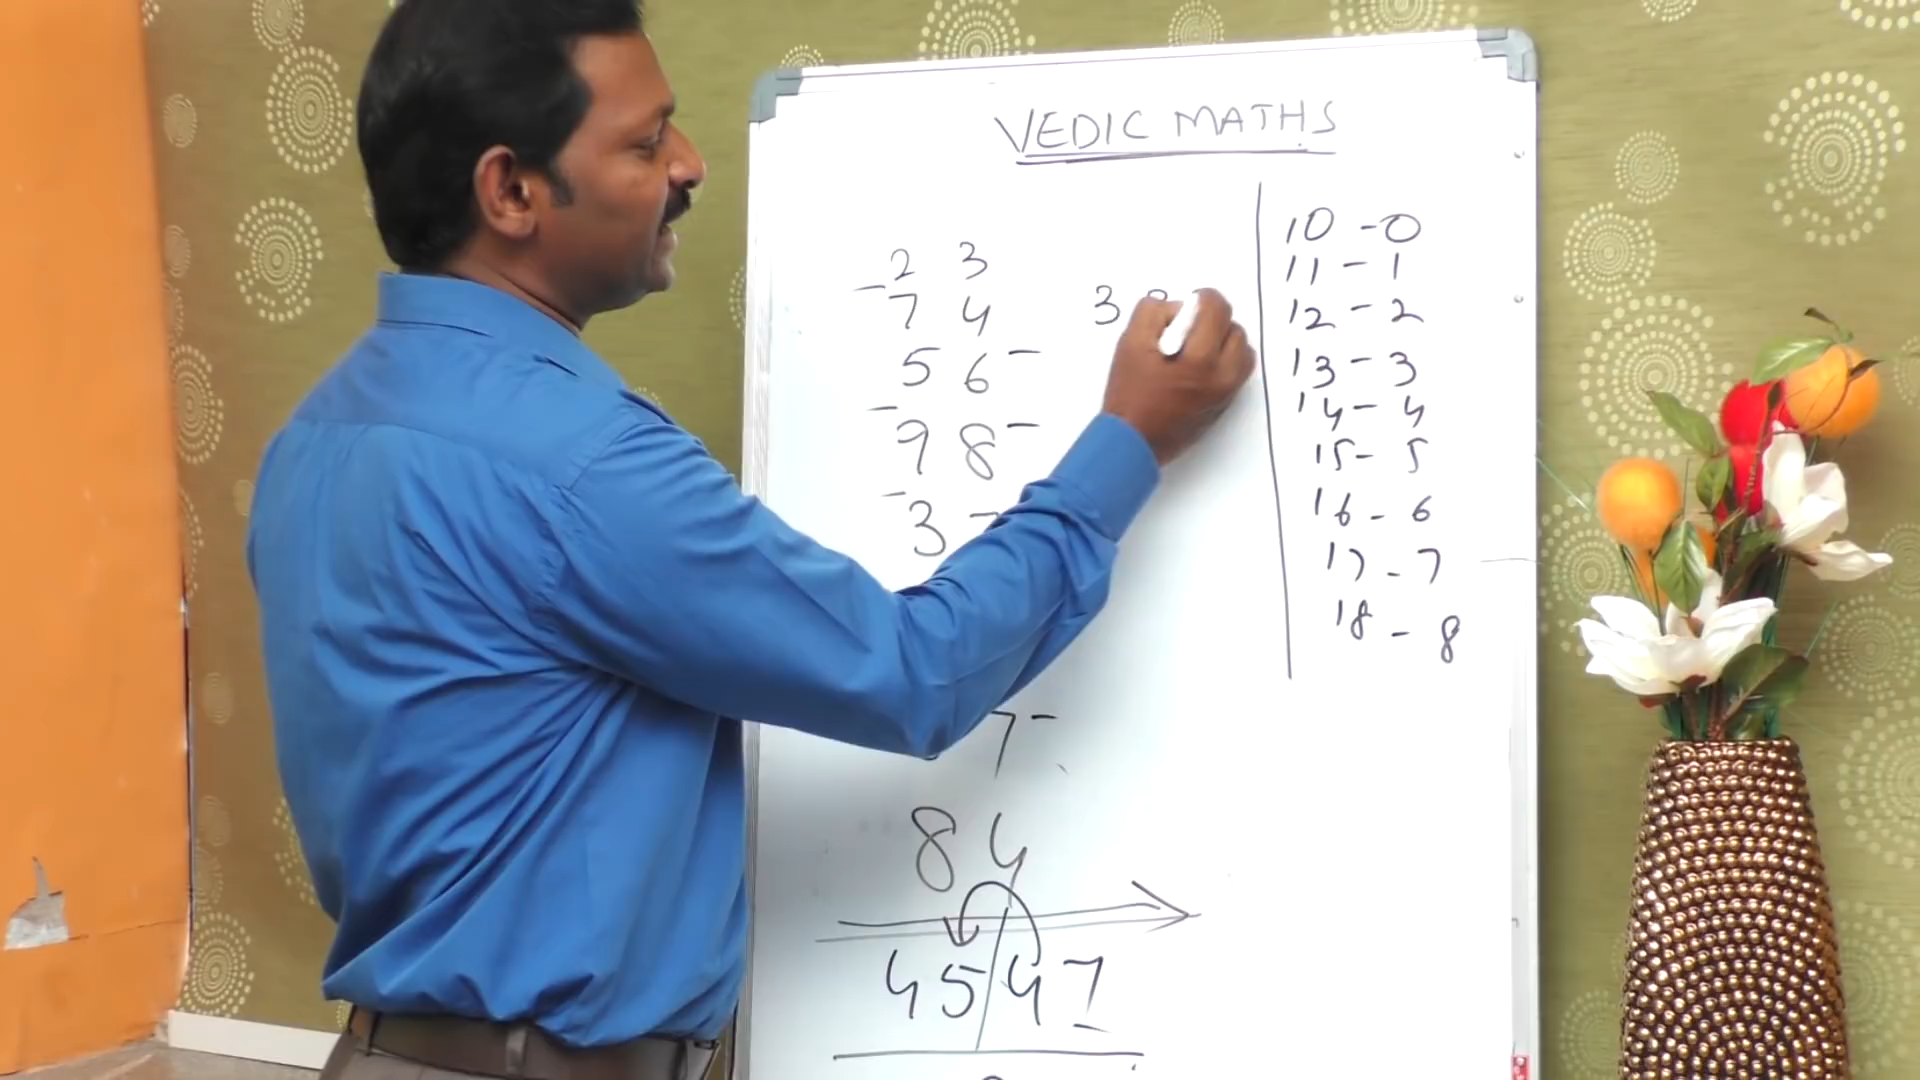 VEDIC MATHS
2 3
7 4
5 6 -
9 8 -
3
7 -
8 4
45/47
3
10 - 0
11 - 1
12 - 2
13 - 3
14 - 4
15 - 5
16 - 6
17 - 7
18 - 8